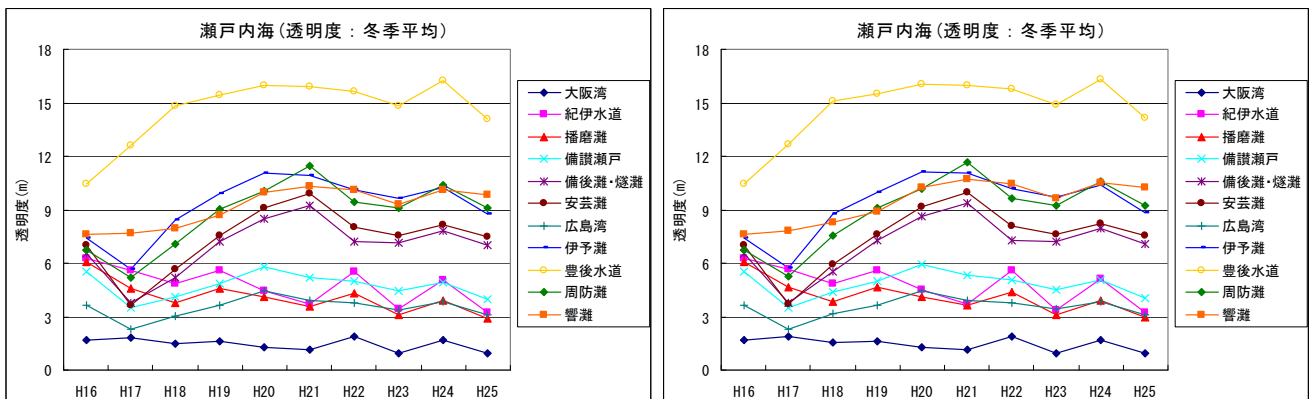 瀬戸内海(透明度：冬季平均)
18
15
12
9
6
3
0
透明度(m)
H16 H17 H18 H19 H20 H21 H22 H23 H24 H25
大阪湾
紀伊水道
播磨灘
備讃瀬戸
備後灘・燧灘
安芸灘
広島湾
伊予灘
豊後水道
周防灘
響灘
瀬戸内海(透明度：冬季平均)
18
15
12
9
6
3
0
透明度(m)
H16 H17 H18 H19 H20 H21 H22 H23 H24 H25
大阪湾
紀伊水道
播磨灘
備讃瀬戸
備後灘・燧灘
安芸灘
広島湾
伊予灘
豊後水道
周防灘
響灘